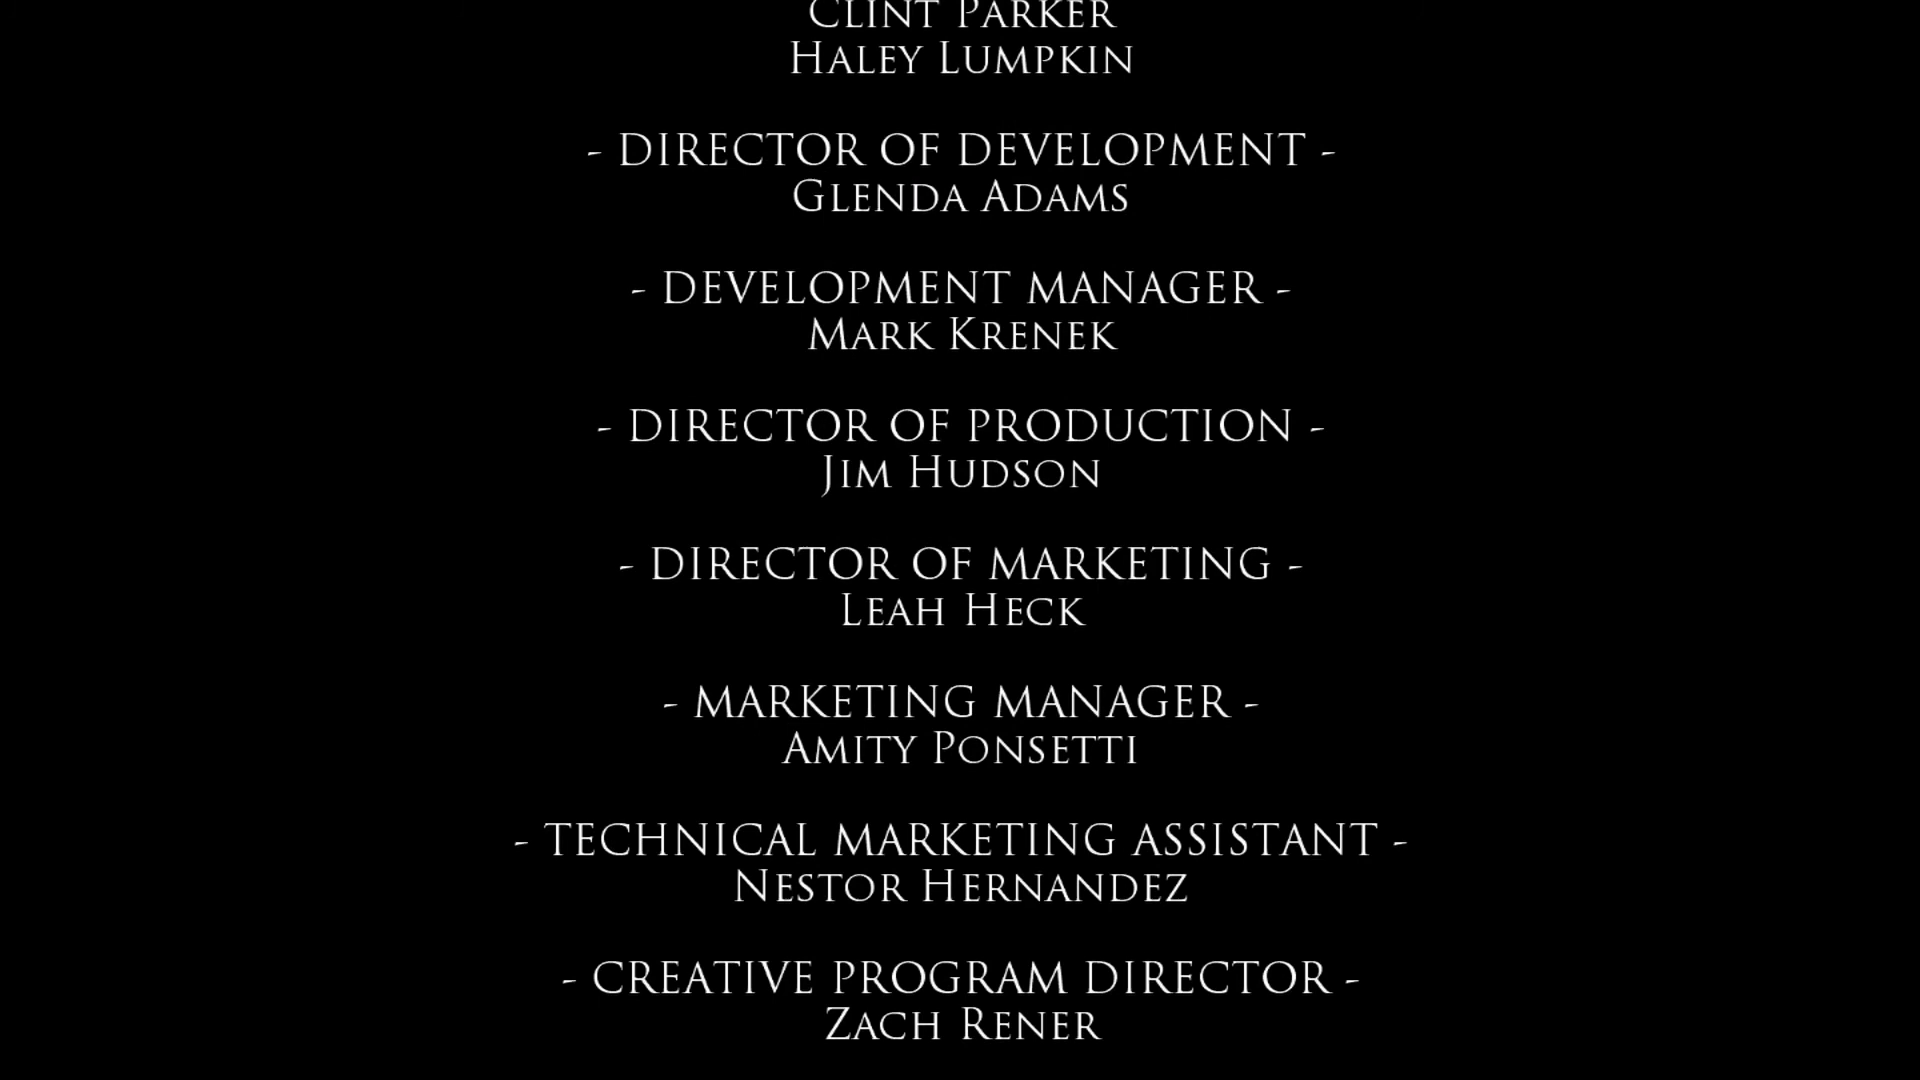 Clint Parker
Haley Lumpkin
- DIRECTOR OF DEVELOPMENT -
Glenda Adams
- DEVELOPMENT MANAGER -
Mark Krenek
- DIRECTOR OF PRODUCTION -
Jim Hudson
- DIRECTOR OF MARKETING -
Leah Heck
- MARKETING MANAGER -
Amity Ponsetti
- TECHNICAL MARKETING ASSISTANT -
Nestor Hernandez
- CREATIVE PROGRAM DIRECTOR -
Zach Rener